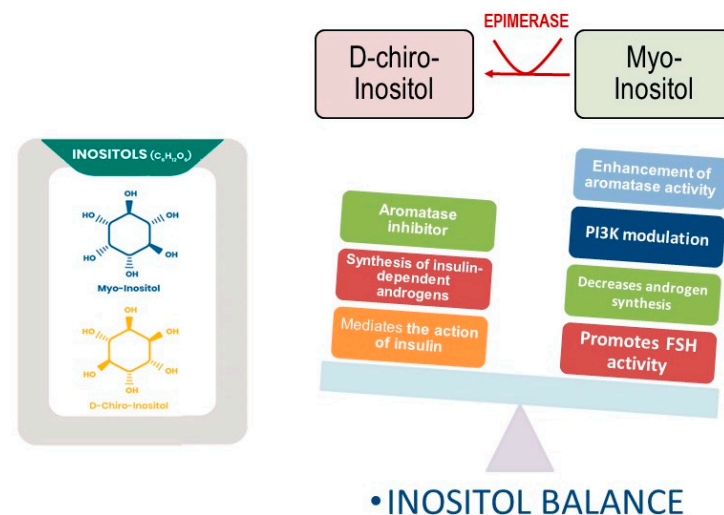 EPIMERASE
D-chiro-
Inositol
Myo-
Inositol
INOSITOLS (C₆H₁₂O₆)
OH
HO
OH
HO
OH
OH
Myo-Inositol
OH
HO
OH
HO
OH
OH
D-Chiro-Inositol
Aromatase
inhibitor
Synthesis of insulin-
dependent
androgens
Mediates the action
of insulin
Enhancement of
aromatase activity
PI3K modulation
Decreases androgen
synthesis
Promotes FSH
activity
• INOSITOL BALANCE